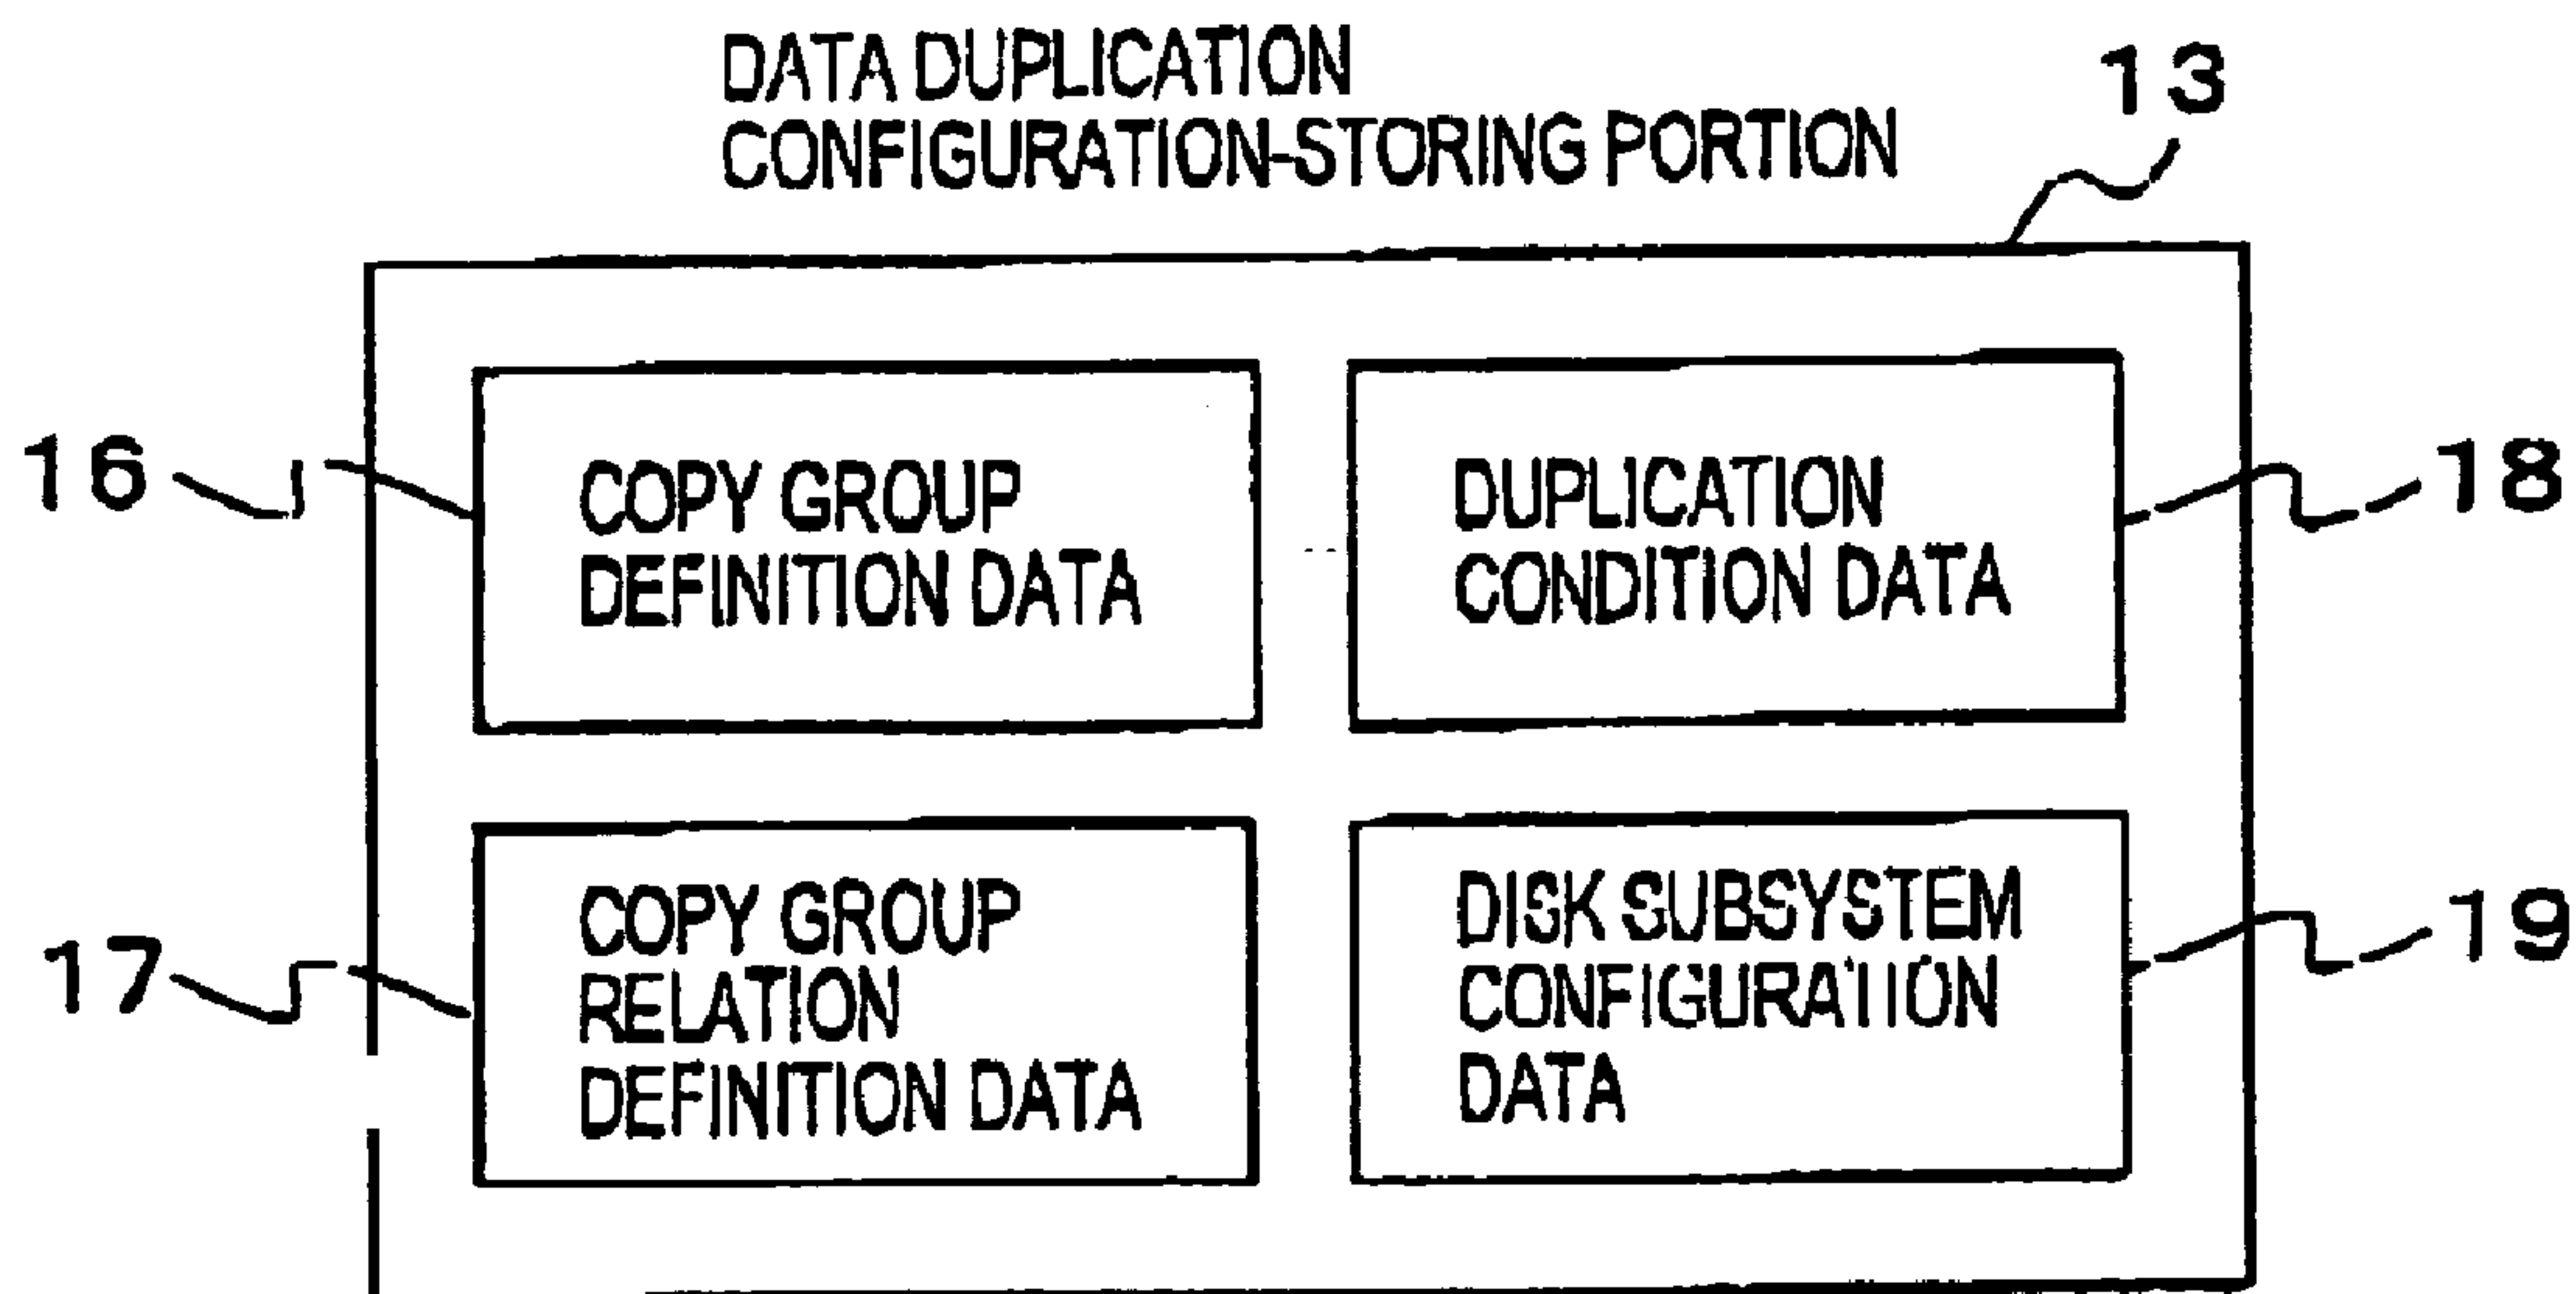 DATA DUPLICATION
CONFIGURATION-STORING PORTION
13
16
COPY GROUP
DEFINITION DATA
DUPLICATION
CONDITION DATA
18
17
COPY GROUP
RELATION
DEFINITION DATA
DISK SUBSYSTEM
CONFIGURATION
DATA
19